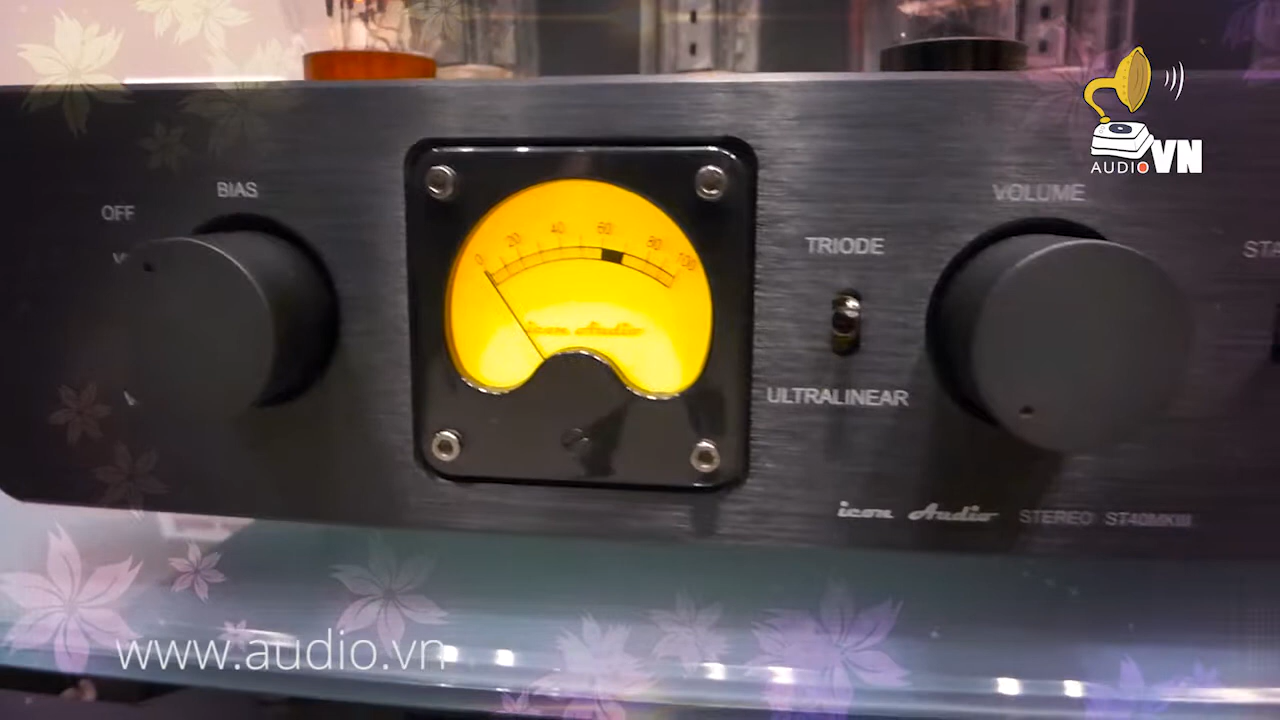 AUDIO VN
BIAS
OFF
VOLUME
TRIODE
0 20 40 60 80 100
icon Audio
ULTRALINEAR
icon Audio STEREO ST40MKIII
www.audio.vn